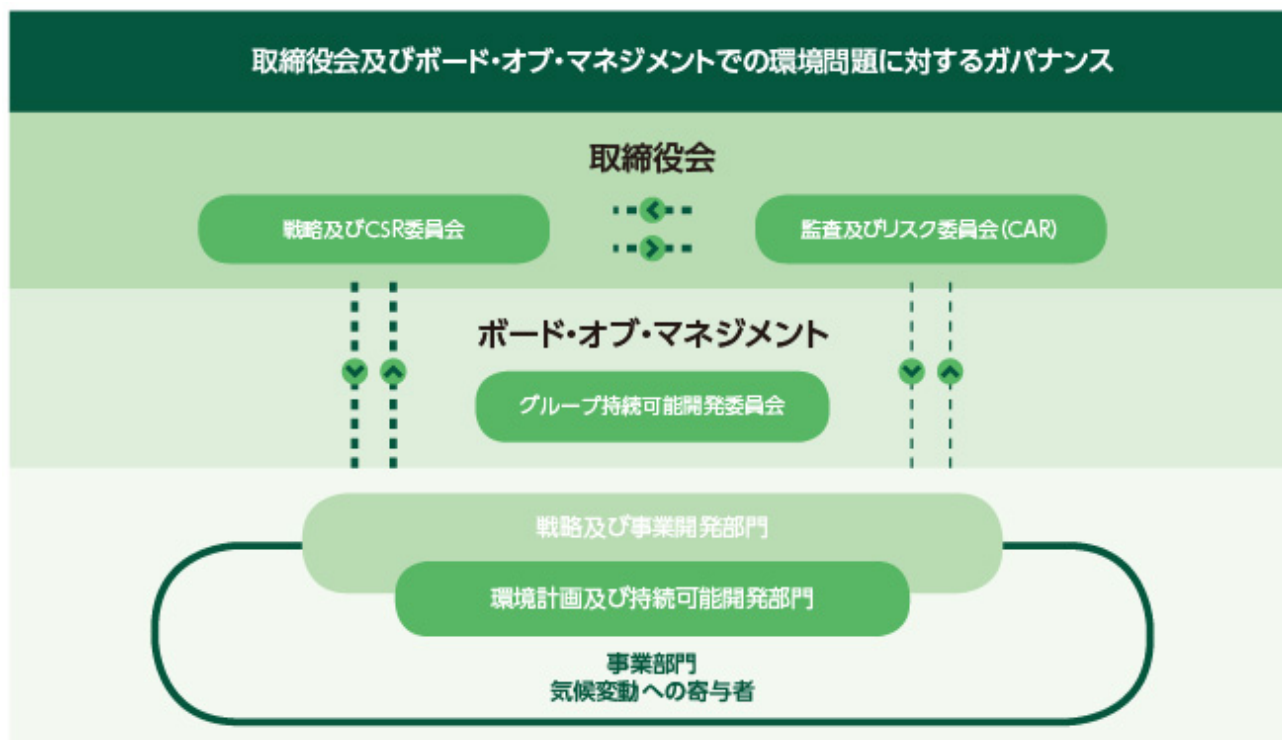 取締役会及びボード・オブ・マネジメントでの環境問題に対するガバナンス
取締役会
戦略及びCSR委員会
監査及びリスク委員会(CAR)
ボード・オブ・マネジメント
グループ持続可能開発委員会
戦略及び事業開発部門
環境計画及び持続可能開発部門
事業部門
気候変動への寄与者